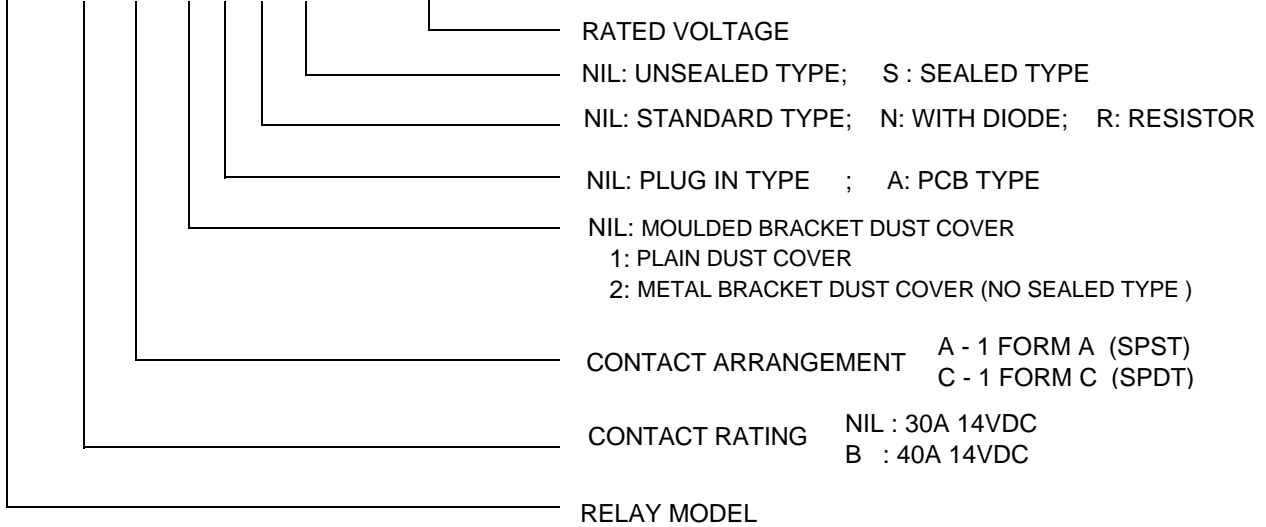 RATED VOLTAGE
NIL: UNSEALED TYPE; S : SEALED TYPE
NIL: STANDARD TYPE; N: WITH DIODE; R: RESISTOR
NIL: PLUG IN TYPE ; A: PCB TYPE
NIL: MOULDED BRACKET DUST COVER
1: PLAIN DUST COVER
2: METAL BRACKET DUST COVER (NO SEALED TYPE )
CONTACT ARRANGEMENT A - 1 FORM A (SPST)
C - 1 FORM C (SPDT)
CONTACT RATING NIL : 30A 14VDC
B : 40A 14VDC
RELAY MODEL